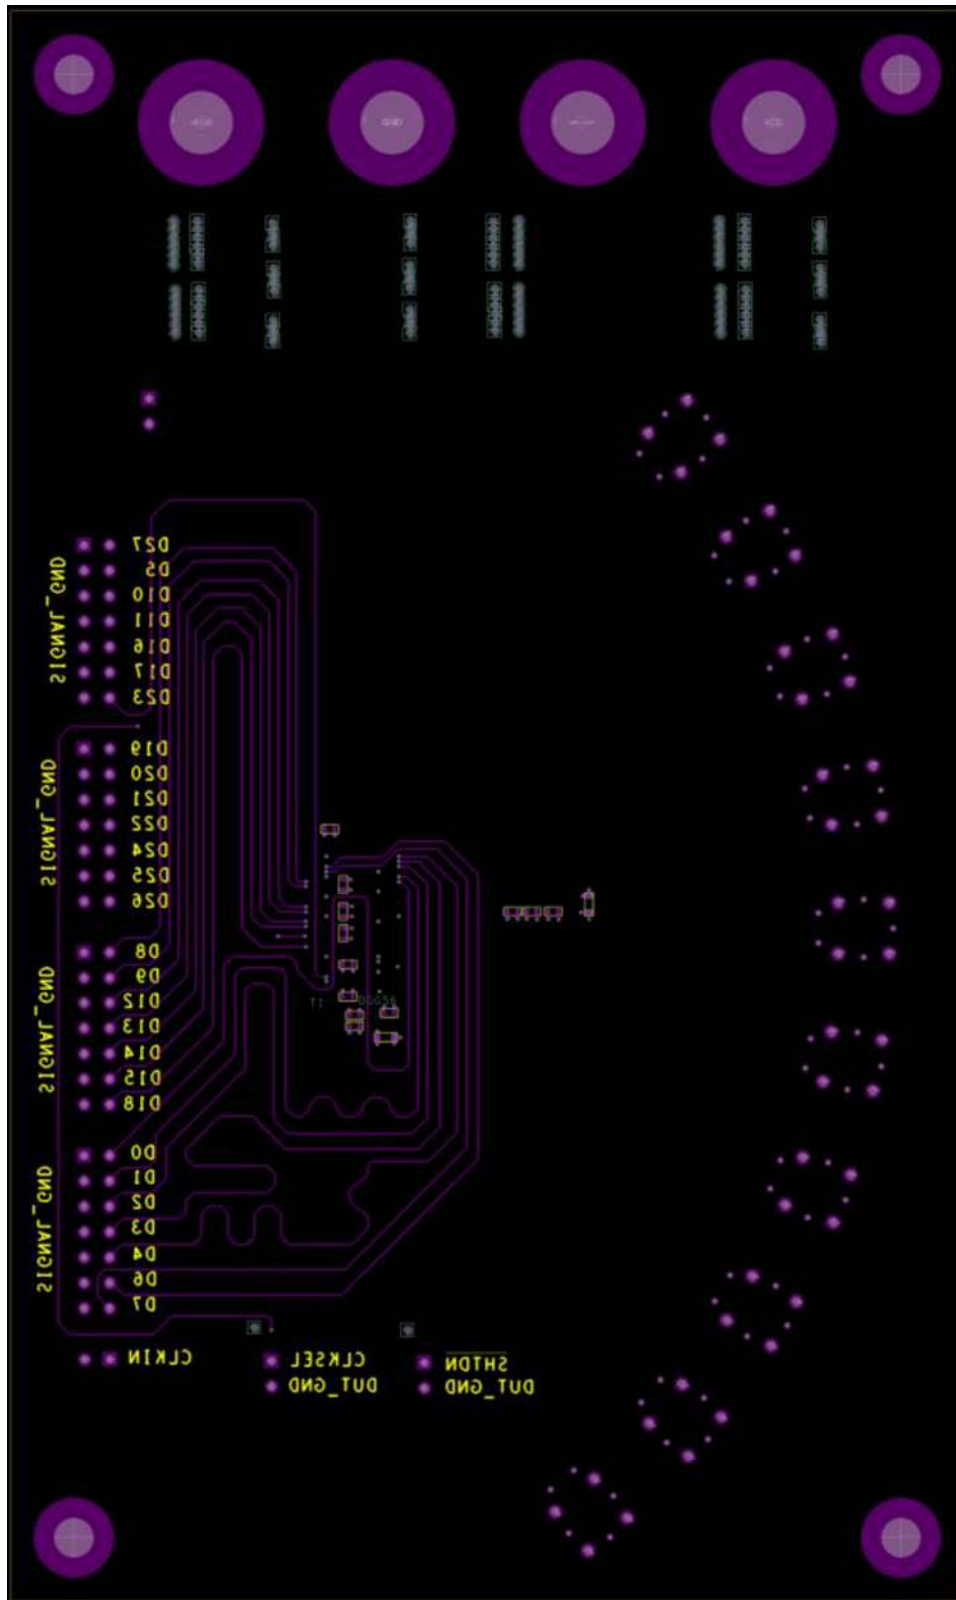 SIGNAL_GND
D27
D5
D10
D11
D16
D17
D23
SIGNAL_GND
D19
D20
D21
D22
D24
D25
D26
SIGNAL_GND
D8
D9
D12
D13
D14
D15
D18
SIGNAL_GND
D0
D1
D2
D3
D4
D6
D7
CLKIN
CLKSEL
DUT_GND
SHTDN
DUT_GND